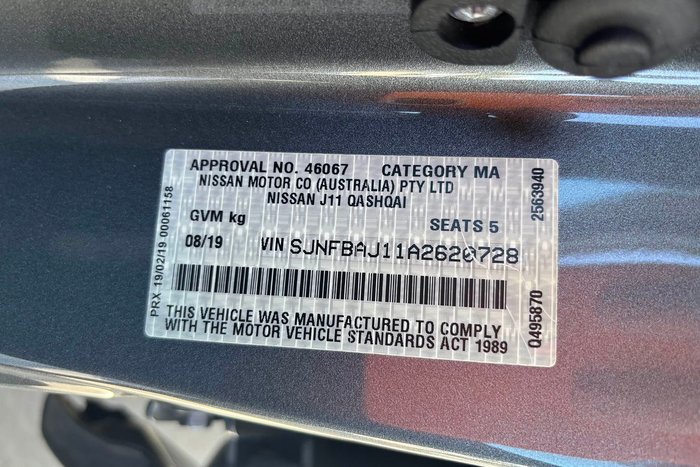 APPROVAL NO. 46067 CATEGORY MA
NISSAN MOTOR CO (AUSTRALIA) PTY LTD
NISSAN J11 QASHQAI
GVM kg SEATS 5
08/19 VIN SJNFBAJ11A2620728
THIS VEHICLE WAS MANUFACTURED TO COMPLY
WITH THE MOTOR VEHICLE STANDARDS ACT 1989
PRX 19/02/19 00061158
Q495870 2563940